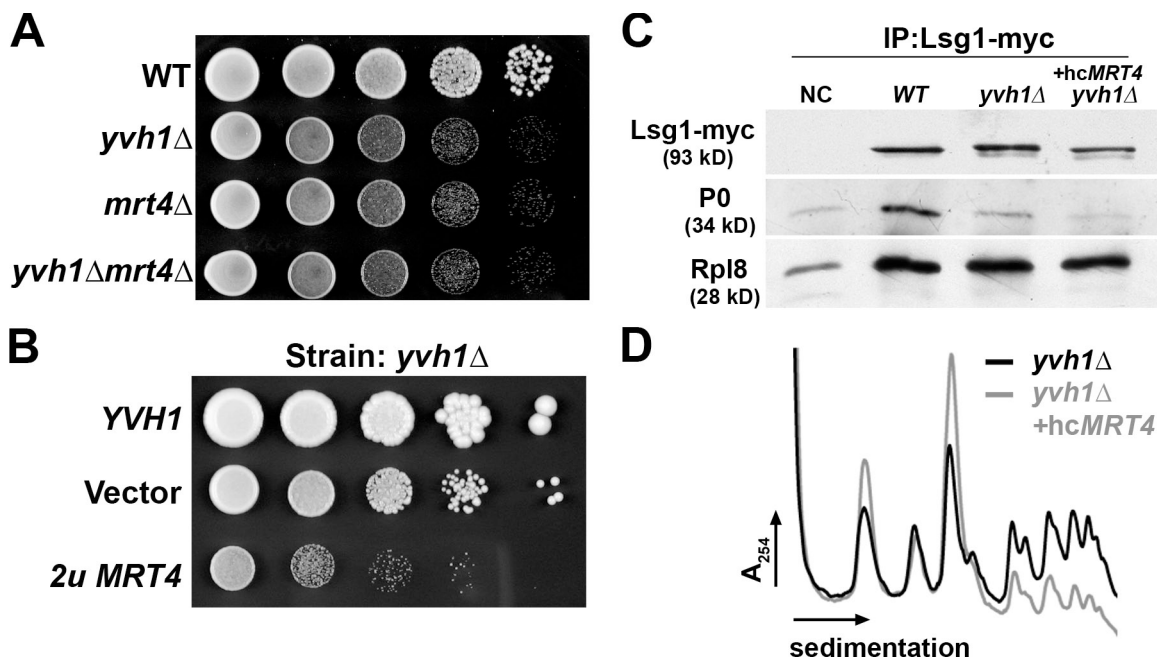 A
WT
yvh1Δ
mrt4Δ
yvh1Δmrt4Δ
B
Strain: yvh1Δ
YVH1
Vector
2u MRT4
C
IP:Lsg1-myc
+hcMRT4
NC WT yvh1Δ yvh1Δ
Lsg1-myc
(93 kD)
P0
(34 kD)
Rpl8
(28 kD)
D
yvh1Δ
yvh1Δ
+hcMRT4
A254
sedimentation